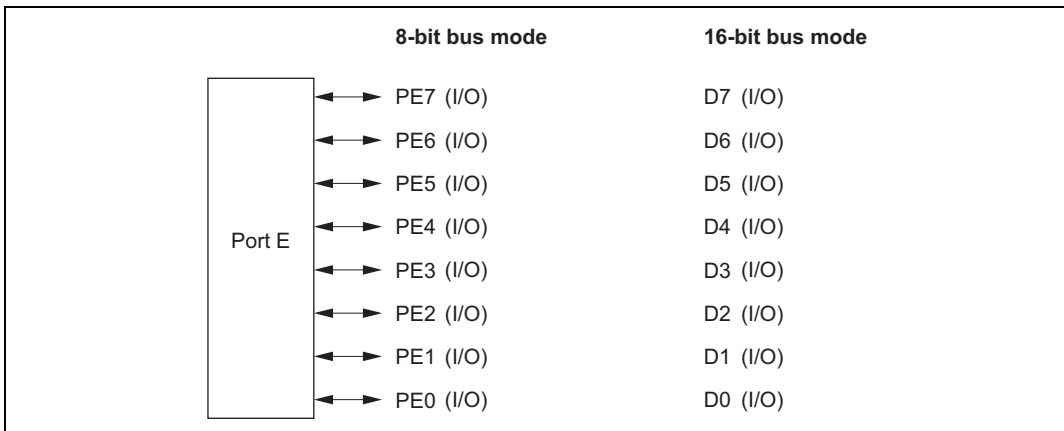 8-bit bus mode 16-bit bus mode
PE7 (I/O) D7 (I/O)
PE6 (I/O) D6 (I/O)
PE5 (I/O) D5 (I/O)
PE4 (I/O) D4 (I/O)
Port E
PE3 (I/O) D3 (I/O)
PE2 (I/O) D2 (I/O)
PE1 (I/O) D1 (I/O)
PE0 (I/O) D0 (I/O)